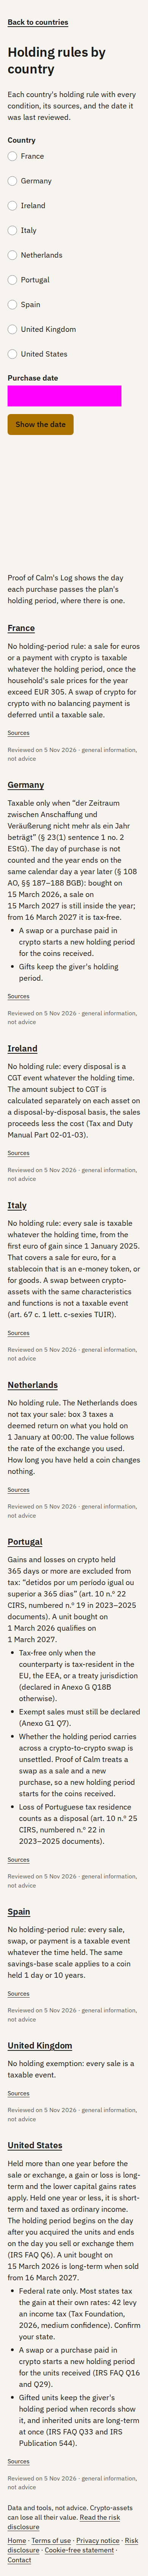 Back to countries
Holding rules by
country
Each country's holding rule with every
condition, its sources, and the date it
was last reviewed.
Country
France
Germany
Ireland
Italy
Netherlands
Portugal
Spain
United Kingdom
United States
Purchase date
Show the date
Proof of Calm's Log shows the day
each purchase passes the plan's
holding period, where there is one.
France
No holding-period rule: a sale for euros
or a payment with crypto is taxable
whatever the holding period, once the
household's sale prices for the year
exceed EUR 305. A swap of crypto for
crypto with no balancing payment is
deferred until a taxable sale.
Sources
Reviewed on 5 Nov 2026 · general information,
not advice
Germany
Taxable only when “der Zeitraum
zwischen Anschaffung und
Veräußerung nicht mehr als ein Jahr
beträgt” (§ 23(1) sentence 1 no. 2
EStG). The day of purchase is not
counted and the year ends on the
same calendar day a year later (§ 108
AO, §§ 187–188 BGB): bought on
15 March 2026, a sale on
15 March 2027 is still inside the year;
from 16 March 2027 it is tax-free.
• A swap or a purchase paid in
crypto starts a new holding period
for the coins received.
• Gifts keep the giver's holding
period.
Sources
Reviewed on 5 Nov 2026 · general information,
not advice
Ireland
No holding rule: every disposal is a
CGT event whatever the holding time.
The amount subject to CGT is
calculated separately on each asset on
a disposal-by-disposal basis, the sales
proceeds less the cost (Tax and Duty
Manual Part 02-01-03).
Sources
Reviewed on 5 Nov 2026 · general information,
not advice
Italy
No holding rule: every sale is taxable
whatever the holding time, from the
first euro of gain since 1 January 2025.
That covers a sale for euro, for a
stablecoin that is an e-money token, or
for goods. A swap between crypto-
assets with the same characteristics
and functions is not a taxable event
(art. 67 c. 1 lett. c-sexies TUIR).
Sources
Reviewed on 5 Nov 2026 · general information,
not advice
Netherlands
No holding rule. The Netherlands does
not tax your sale: box 3 taxes a
deemed return on what you hold on
1 January at 00:00. The value follows
the rate of the exchange you used.
How long you have held a coin changes
nothing.
Sources
Reviewed on 5 Nov 2026 · general information,
not advice
Portugal
Gains and losses on crypto held
365 days or more are excluded from
tax: “detidos por um período igual ou
superior a 365 dias” (art. 10 n.º 22
CIRS, numbered n.º 19 in 2023–2025
documents). A unit bought on
1 March 2026 qualifies on
1 March 2027.
• Tax-free only when the
counterparty is tax-resident in the
EU, the EEA, or a treaty jurisdiction
(declared in Anexo G Q18B
otherwise).
• Exempt sales must still be declared
(Anexo G1 Q7).
• Whether the holding period carries
across a crypto-to-crypto swap is
unsettled. Proof of Calm treats a
swap as a sale and a new
purchase, so a new holding period
starts for the coins received.
• Loss of Portuguese tax residence
counts as a disposal (art. 10 n.º 25
CIRS, numbered n.º 22 in
2023–2025 documents).
Sources
Reviewed on 5 Nov 2026 · general information,
not advice
Spain
No holding-period rule: every sale,
swap, or payment is a taxable event
whatever the time held. The same
savings-base scale applies to a coin
held 1 day or 10 years.
Sources
Reviewed on 5 Nov 2026 · general information,
not advice
United Kingdom
No holding exemption: every sale is a
taxable event.
Sources
Reviewed on 5 Nov 2026 · general information,
not advice
United States
Held more than one year before the
sale or exchange, a gain or loss is long-
term and the lower capital gains rates
apply. Held one year or less, it is short-
term and taxed as ordinary income.
The holding period begins on the day
after you acquired the units and ends
on the day you sell or exchange them
(IRS FAQ Q6). A unit bought on
15 March 2026 is long-term when sold
from 16 March 2027.
• Federal rate only. Most states tax
the gain at their own rates: 42 levy
an income tax (Tax Foundation,
2026, medium confidence). Confirm
your state.
• A swap or a purchase paid in
crypto starts a new holding period
for the units received (IRS FAQ Q16
and Q29).
• Gifted units keep the giver's
holding period when records show
it, and inherited units are long-term
at once (IRS FAQ Q33 and IRS
Publication 544).
Sources
Reviewed on 5 Nov 2026 · general information,
not advice
Data and tools, not advice. Crypto-assets
can lose all their value. Read the risk
disclosure
Home · Terms of use · Privacy notice · Risk
disclosure · Cookie-free statement ·
Contact